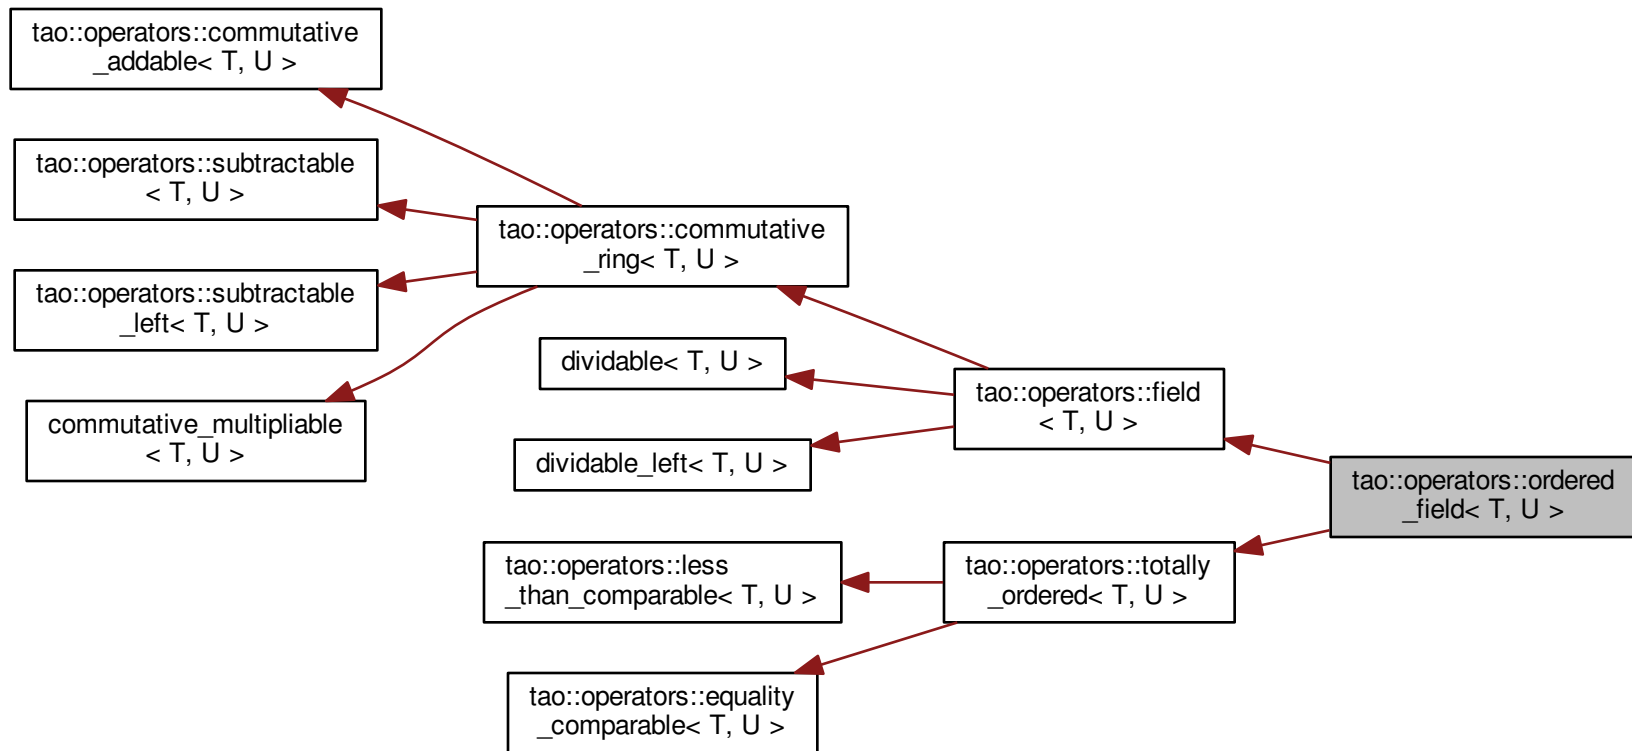 tao::operators::commutative
_addable< T, U >
tao::operators::subtractable
< T, U >
tao::operators::subtractable
_left< T, U >
commutative_multipliable
< T, U >
tao::operators::commutative
_ring< T, U >
dividable< T, U >
dividable_left< T, U >
tao::operators::less
_than_comparable< T, U >
tao::operators::equality
_comparable< T, U >
tao::operators::field
< T, U >
tao::operators::totally
_ordered< T, U >
tao::operators::ordered
_field< T, U >